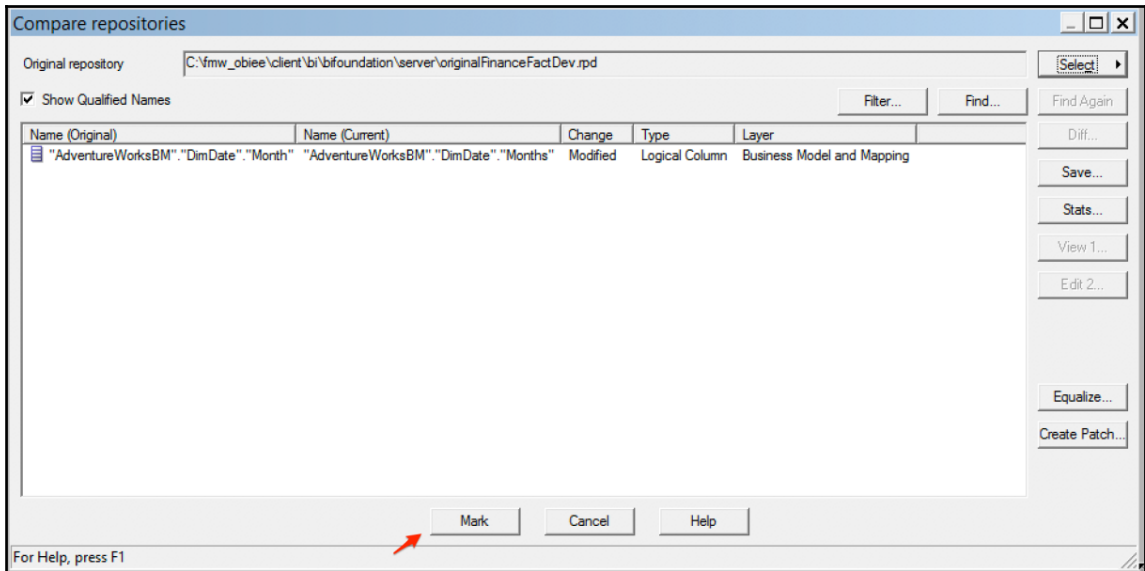 Compare repositories
Original repository C:\fmw_obiee\client\bi\bifoundation\server\originalFinanceFactDev.rpd Select
Show Qualified Names Filter... Find... Find Again
Name (Original) Name (Current) Change Type Layer Diff...
"AdventureWorksBM"."DimDate"."Month" "AdventureWorksBM"."DimDate"."Months" Modified Logical Column Business Model and Mapping
Save...
Stats...
View 1...
Edit 2...
Equalize...
Create Patch...
Mark Cancel Help
For Help, press F1